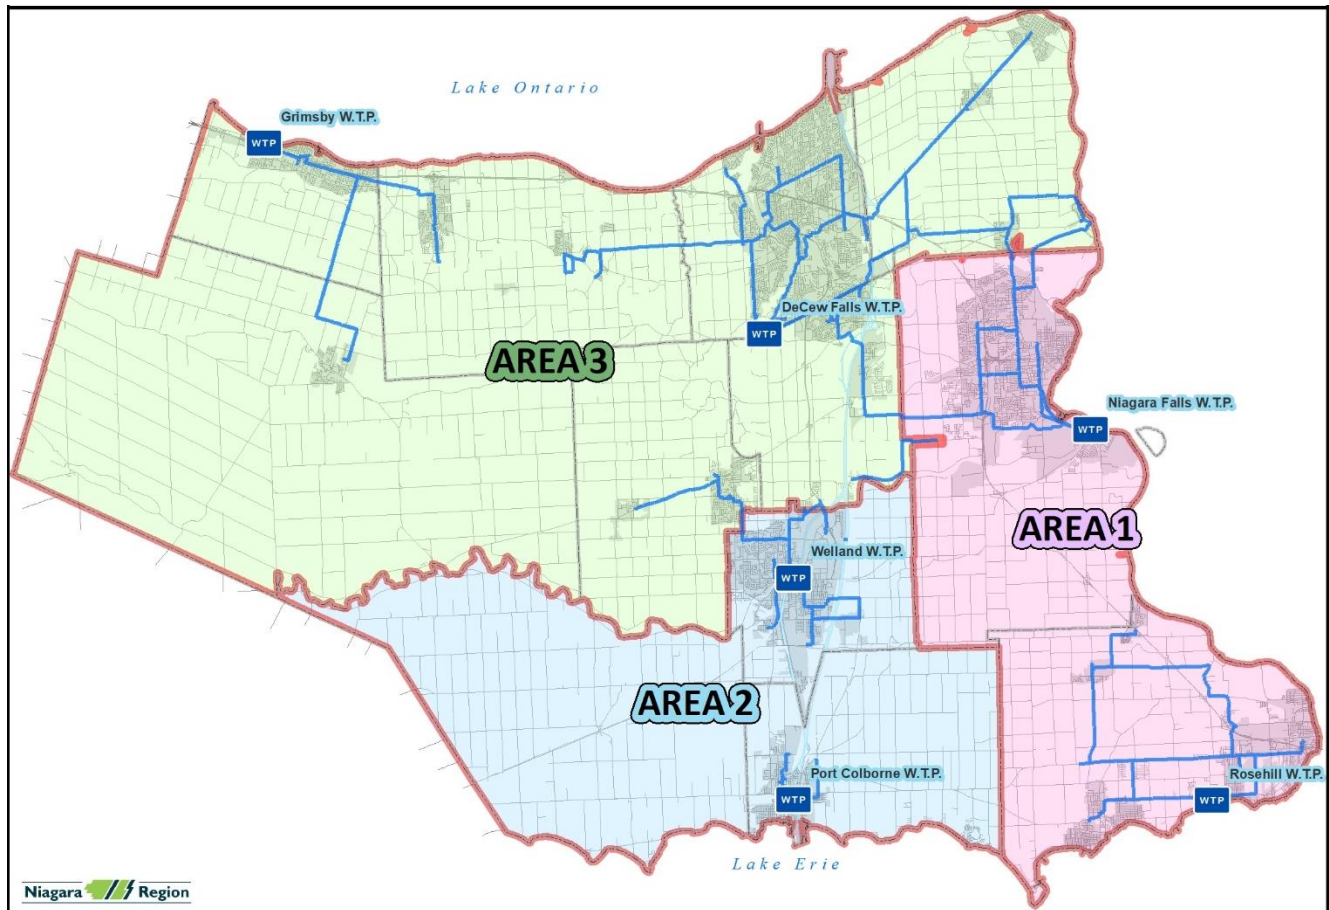 Lake Ontario
Grimsby W.T.P.
WTP
DeCew Falls W.T.P.
WTP
AREA 3
Niagara Falls W.T.P.
WTP
AREA 1
Welland W.T.P.
WTP
AREA 2
Port Colborne W.T.P.
WTP
Rosehill W.T.P.
WTP
Lake Erie
Niagara Region